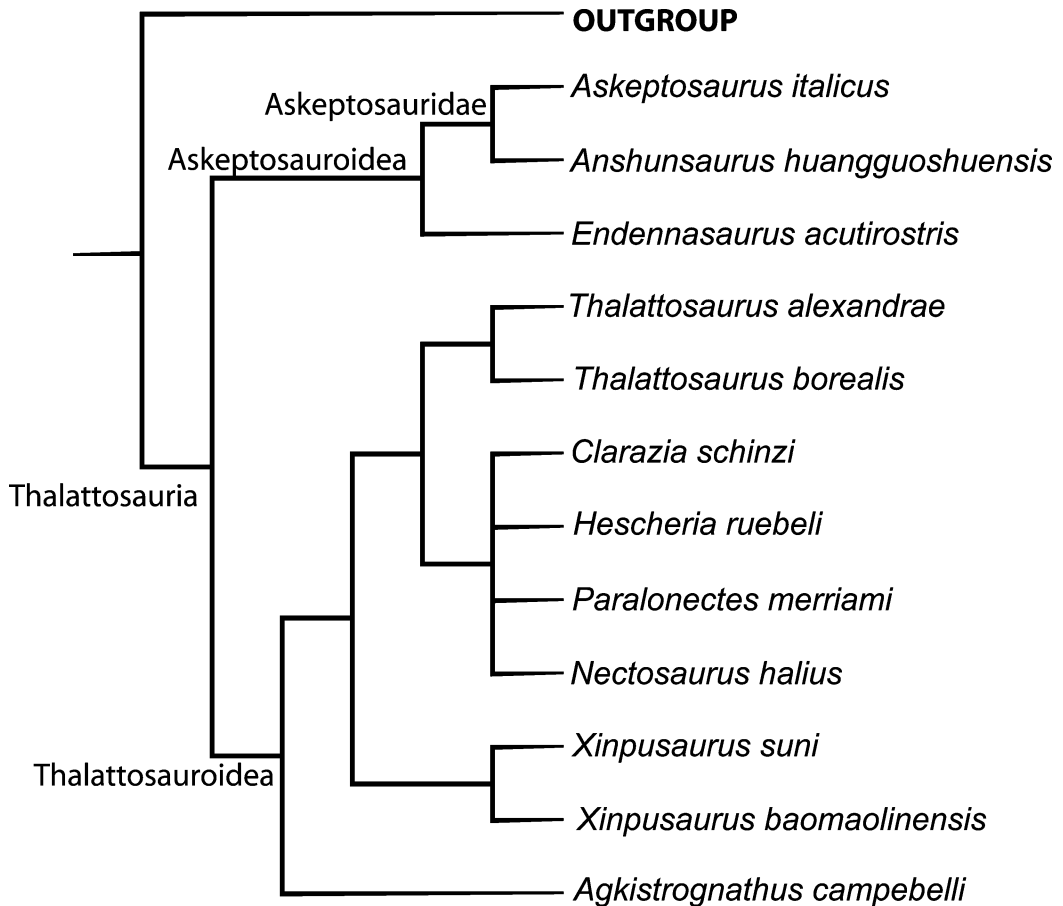 OUTGROUP
Askeptosaurus italicus
Askeptosauridae
Askeptosauroidea
Anshunsaurus huangguoshuensis
Endennasaurus acutirostris
Thalattosaurus alexandrae
Thalattosaurus borealis
Clarazia schinzi
Thalattosauria
Hescheria ruebeli
Paralonectes merriami
Nectosaurus halius
Xinpusaurus suni
Thalattosauroidea
Xinpusaurus baomaolinensis
Agkistrognathus campebelli